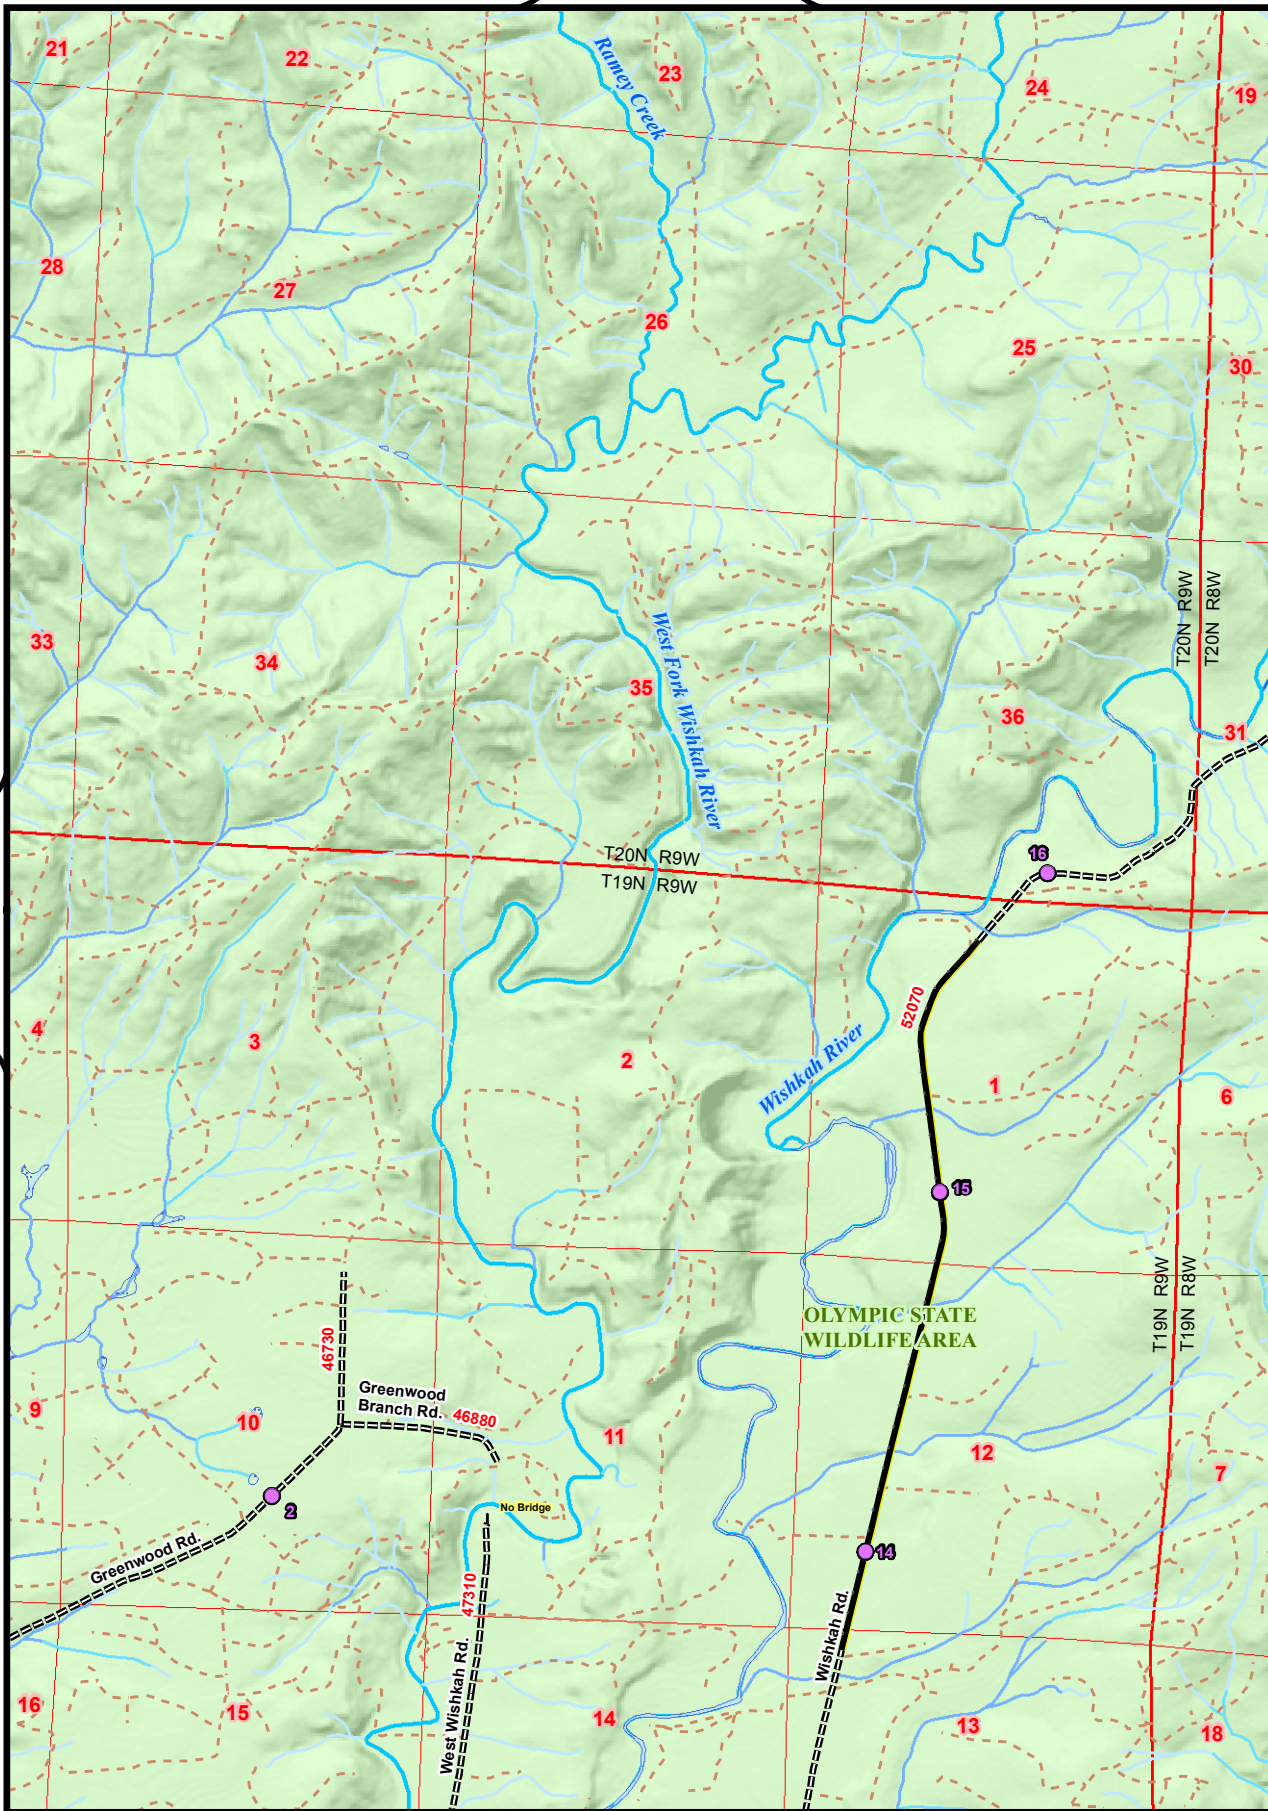 21
22
23
24
19
Ramey Creek
28
27
26
25
30
33
34
35
36
31
West Fork Wishkah River
T20N R9W
T20N R8W
T20N R9W
T19N R9W
16
4
3
2
1
6
52070
Wishkah River
15
T19N R9W
T19N R8W
OLYMPIC STATE
WILDLIFE AREA
46730
Greenwood
Branch Rd. 46880
9
10
11
12
7
2
No Bridge
14
Greenwood Rd.
47310
West Wishkah Rd.
Wishkah Rd.
16
15
14
13
18